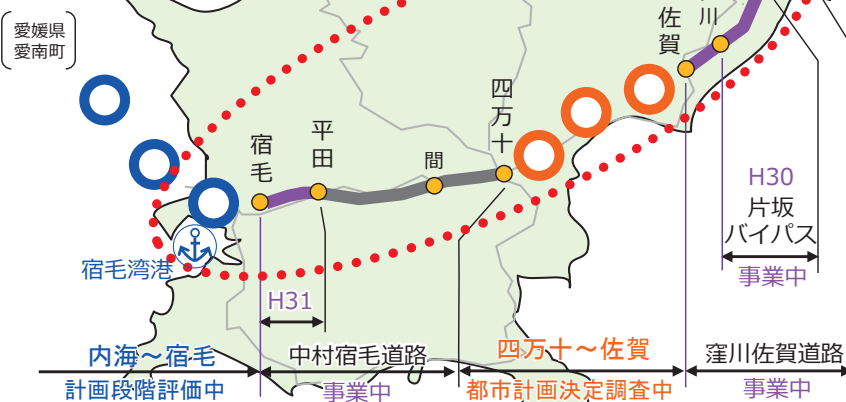 愛媛県
愛南町
川
佐賀
四万十
間
平田
宿毛
宿毛湾港
H30
片坂
バイパス
事業中
H31
内海～宿毛
計画段階評価中
中村宿毛道路
事業中
四万十～佐賀
都市計画決定調査中
窪川佐賀道路
事業中